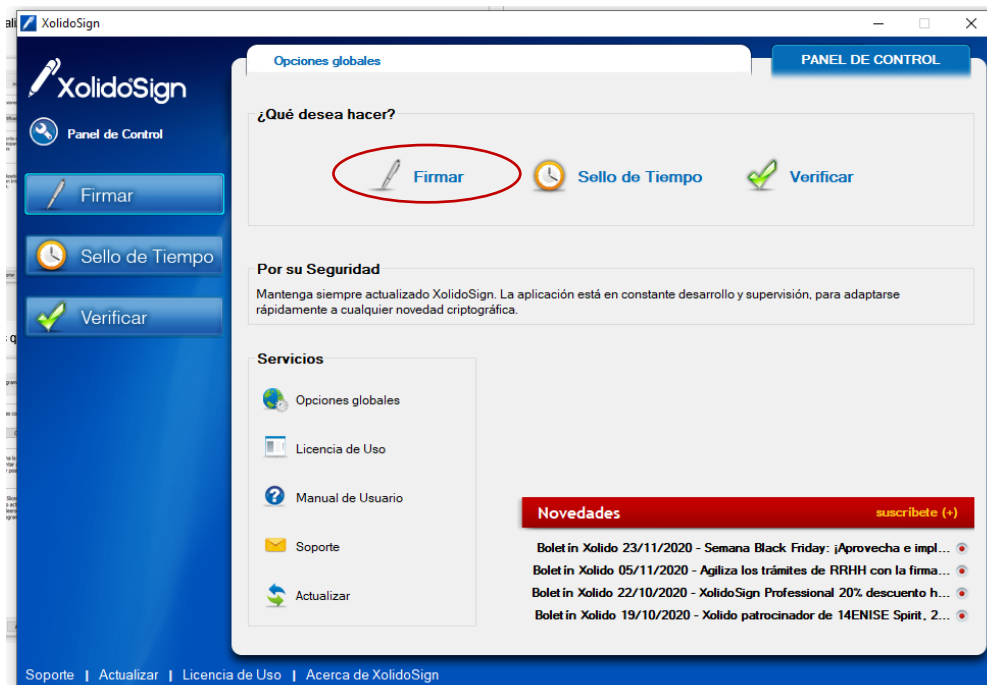 XolidoSign
XolidoSign
Panel de Control
Firmar
Sello de Tiempo
Verificar
Opciones globales
PANEL DE CONTROL
¿Qué desea hacer?
Firmar
Sello de Tiempo
Verificar
Por su Seguridad
Mantenga siempre actualizado XolidoSign. La aplicación está en constante desarrollo y supervisión, para adaptarse
rápidamente a cualquier novedad criptográfica.
Servicios
Opciones globales
Licencia de Uso
Manual de Usuario
Soporte
Actualizar
Novedades
suscríbete (+)
Boletín Xolido 23/11/2020 - Semana Black Friday: ¡Aprovecha e impl...
Boletín Xolido 05/11/2020 - Agiliza los trámites de RRHH con la firma...
Boletín Xolido 22/10/2020 - XolidoSign Professional 20% descuento h...
Boletín Xolido 19/10/2020 - Xolido patrocinador de 14ENISE Spirit, 2...
Soporte | Actualizar | Licencia de Uso | Acerca de XolidoSign